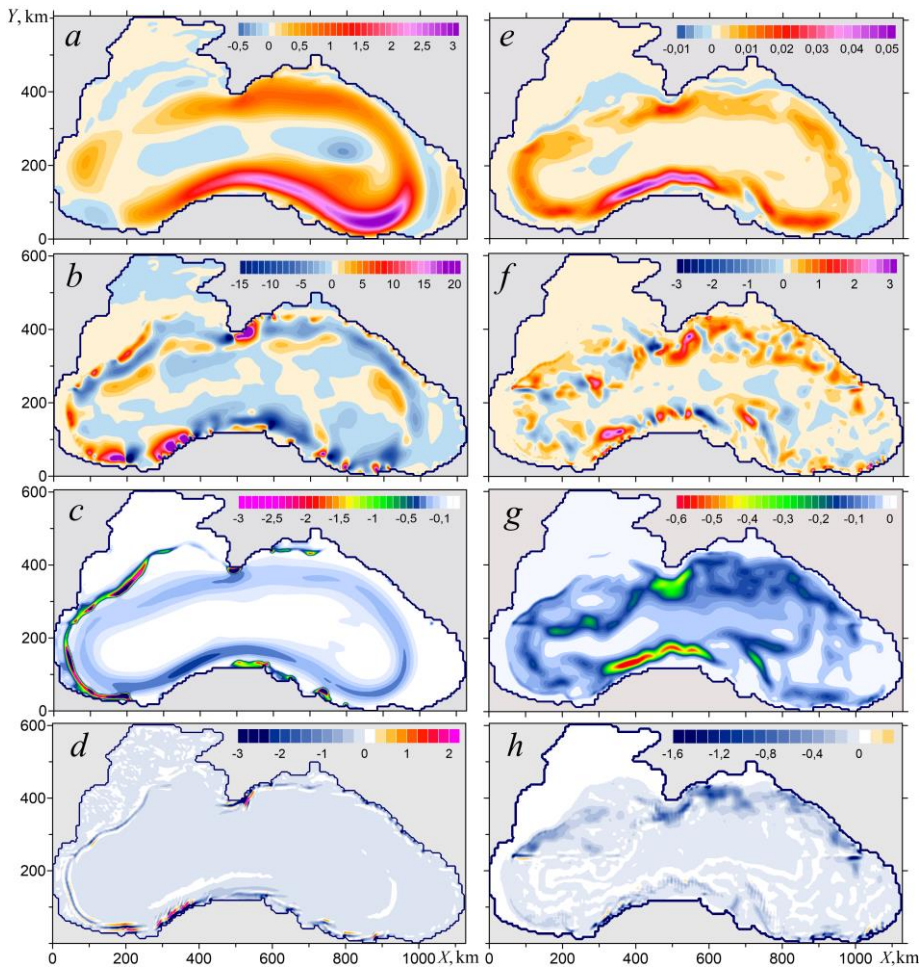 Y, km
a
-0,5 0 0,5 1 1,5 2 2,5 3
e
-0,01 0 0,01 0,02 0,03 0,04 0,05
400
200
0
600
b
-15 -10 -5 0 5 10 15 20
f
-3 -2 -1 0 1 2 3
400
200
0
600
c
-3 -2,5 -2 -1,5 -1 -0,5 -0,1
g
-0,6 -0,5 -0,4 -0,3 -0,2 -0,1 0
400
200
0
600
d
-3 -2 -1 0 1 2
h
-1,6 -0,8 -0,4 0
400
200
0
0 200 400 600 800 1000 X, km
0 200 400 600 800 1000 X, km